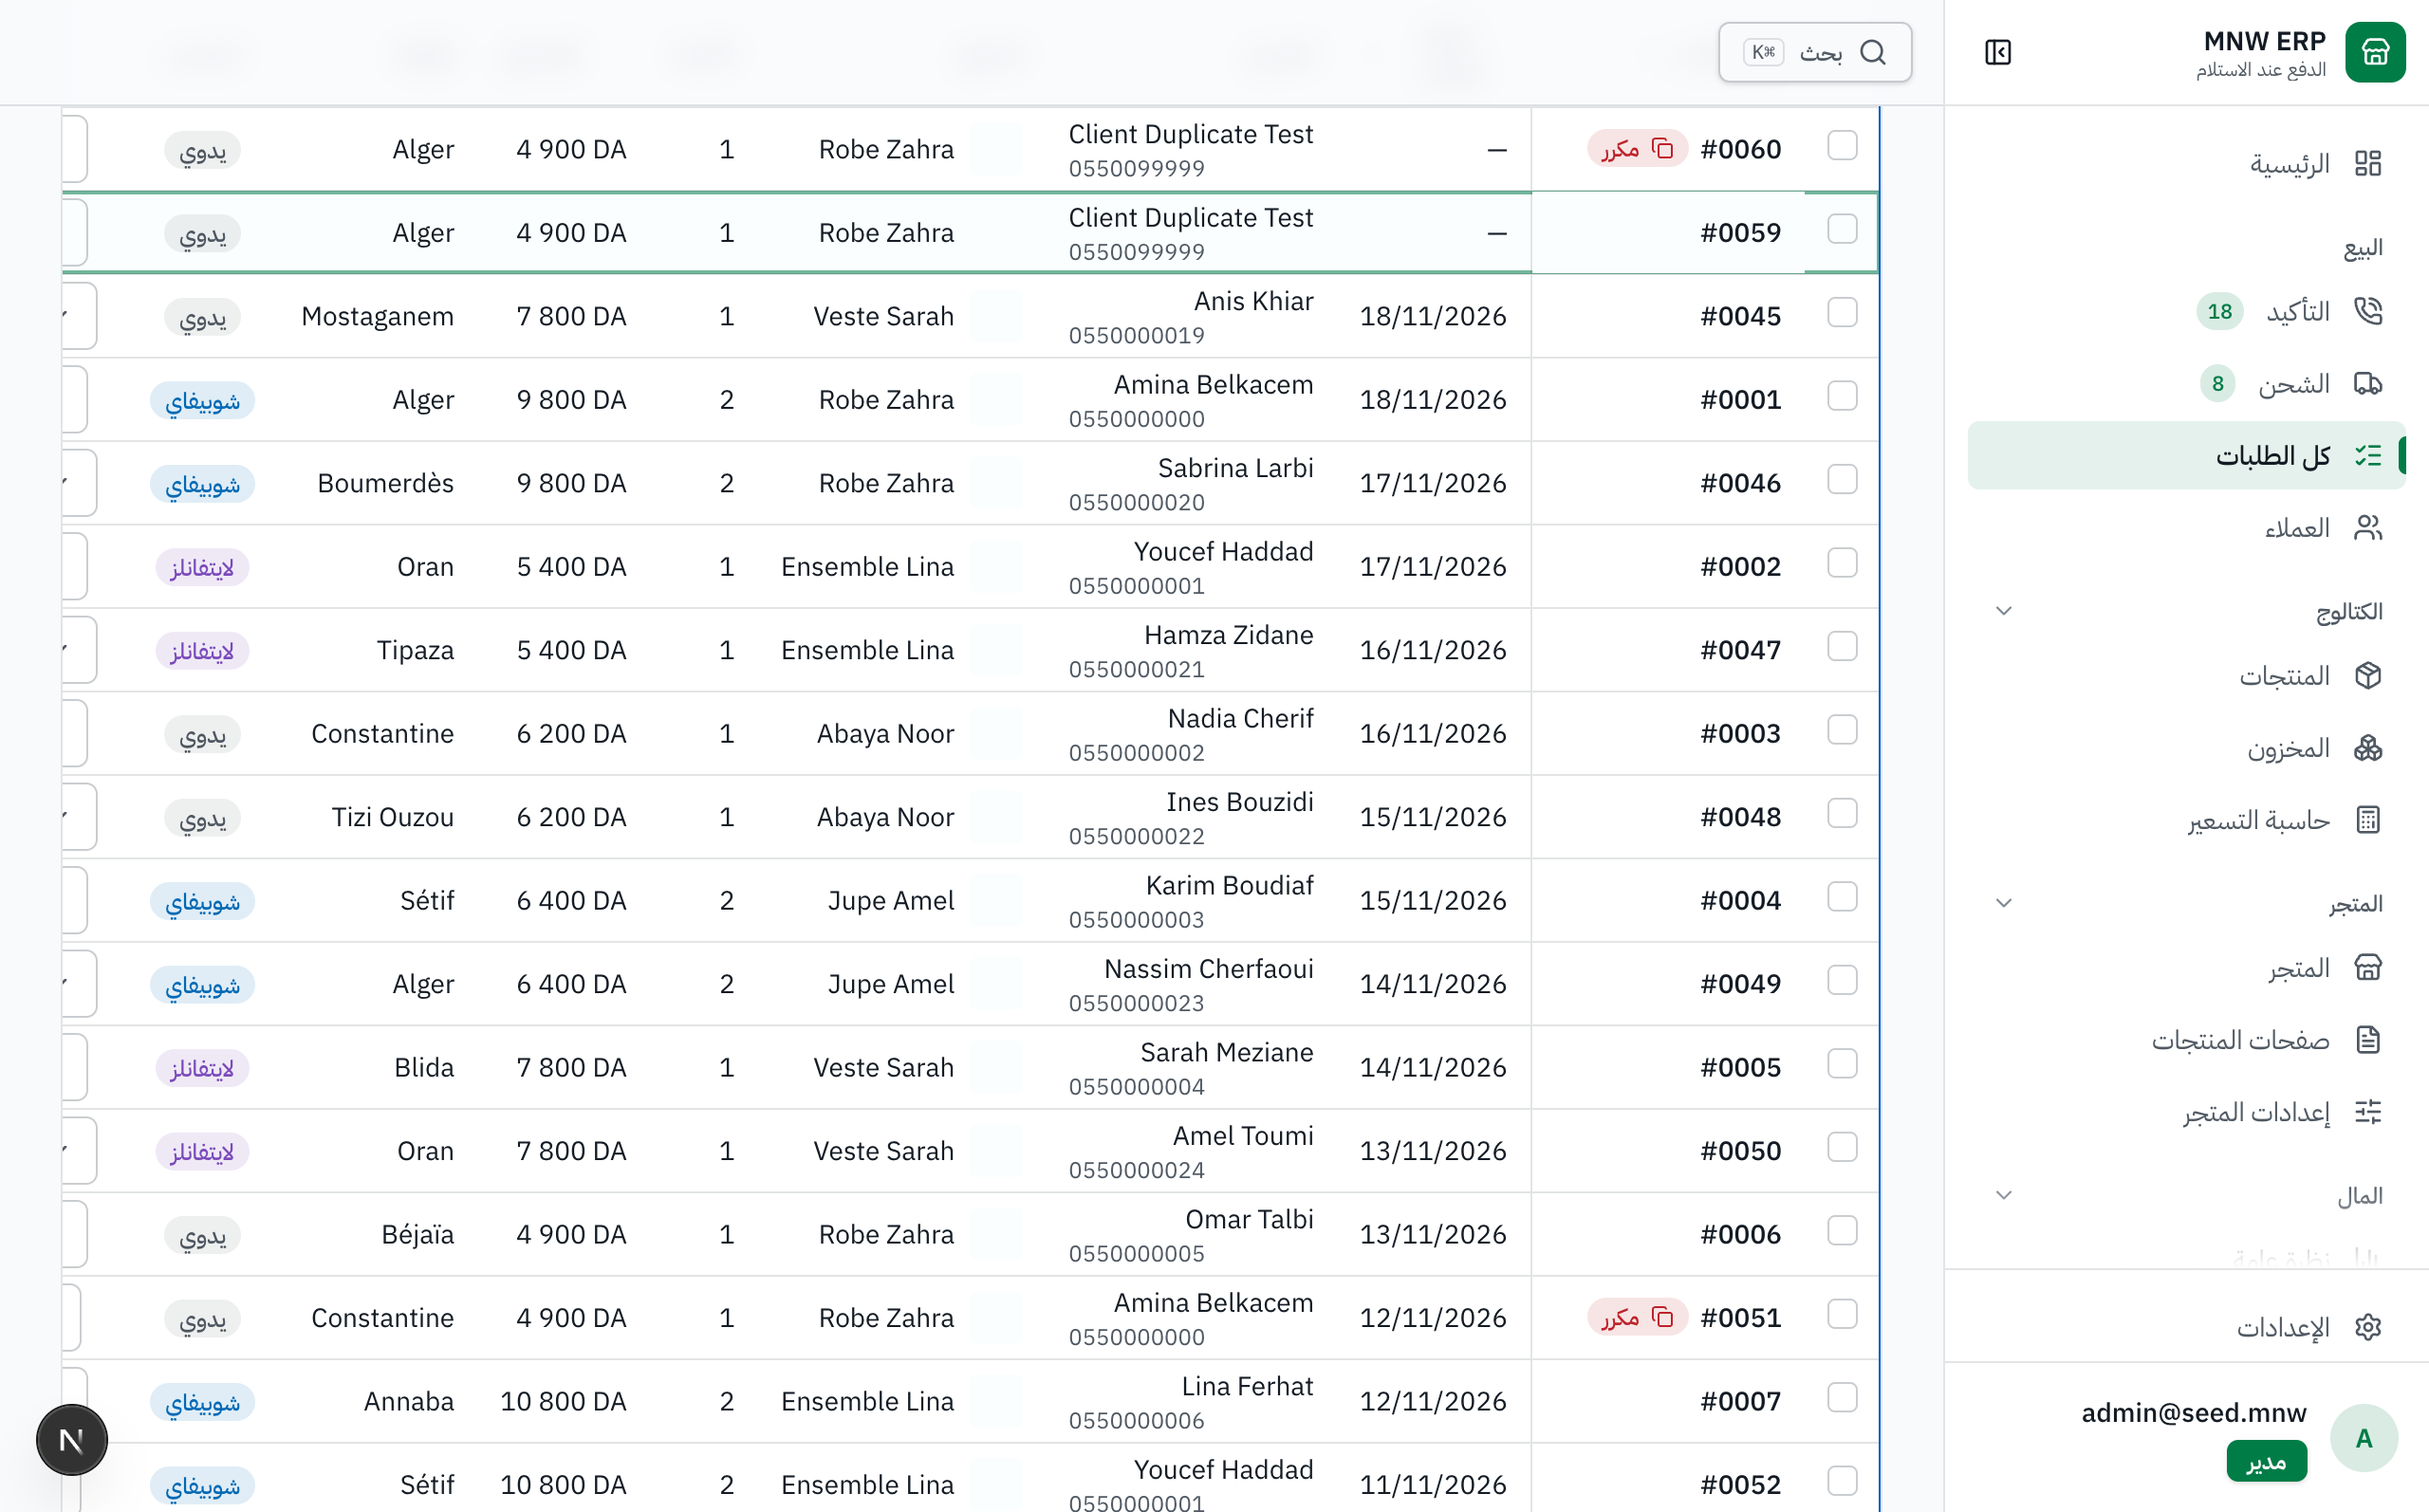 MNW ERP
الدفع عند الاستلام
بحث
K⌘
الرئيسية
البيع
التأكيد 18
الشحن 8
كل الطلبات
العملاء
الكتالوج
المنتجات
المخزون
حاسبة التسعير
المتجر
المتجر
صفحات المنتجات
إعدادات المتجر
المال
نظرة عامة
الإعدادات
admin@seed.mnw
A
مدير
#0060 مكرر — Client Duplicate Test Robe Zahra 1 4 900 DA Alger يدوي
0550099999
#0059 — Client Duplicate Test Robe Zahra 1 4 900 DA Alger يدوي
0550099999
#0045 18/11/2026 Anis Khiar Veste Sarah 1 7 800 DA Mostaganem يدوي
0550000019
#0001 18/11/2026 Amina Belkacem Robe Zahra 2 9 800 DA Alger شوبيفاي
0550000000
#0046 17/11/2026 Sabrina Larbi Robe Zahra 2 9 800 DA Boumerdès شوبيفاي
0550000020
#0002 17/11/2026 Youcef Haddad Ensemble Lina 1 5 400 DA Oran لايتفانلز
0550000001
#0047 16/11/2026 Hamza Zidane Ensemble Lina 1 5 400 DA Tipaza لايتفانلز
0550000021
#0003 16/11/2026 Nadia Cherif Abaya Noor 1 6 200 DA Constantine يدوي
0550000002
#0048 15/11/2026 Ines Bouzidi Abaya Noor 1 6 200 DA Tizi Ouzou يدوي
0550000022
#0004 15/11/2026 Karim Boudiaf Jupe Amel 2 6 400 DA Sétif شوبيفاي
0550000003
#0049 14/11/2026 Nassim Cherfaoui Jupe Amel 2 6 400 DA Alger شوبيفاي
0550000023
#0005 14/11/2026 Sarah Meziane Veste Sarah 1 7 800 DA Blida لايتفانلز
0550000004
#0050 13/11/2026 Amel Toumi Veste Sarah 1 7 800 DA Oran لايتفانلز
0550000024
#0006 13/11/2026 Omar Talbi Robe Zahra 1 4 900 DA Béjaïa يدوي
0550000005
#0051 مكرر 12/11/2026 Amina Belkacem Robe Zahra 1 4 900 DA Constantine يدوي
0550000000
#0007 12/11/2026 Lina Ferhat Ensemble Lina 2 10 800 DA Annaba شوبيفاي
0550000006
#0052 11/11/2026 Youcef Haddad Ensemble Lina 2 10 800 DA Sétif شوبيفاي
0550000001
N